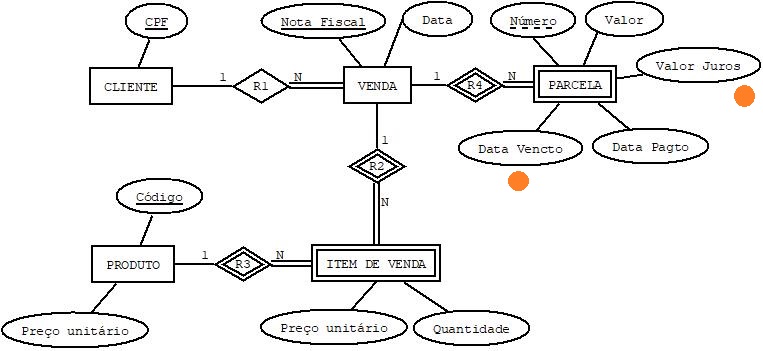 CPF
Nota Fiscal
Data
Número
Valor
Valor Juros
CLIENTE
1
R1
N
VENDA
1
R4
N
PARCELA
Data Vencto
Data Pagto
1
R2
N
Código
PRODUTO
1
R3
N
ITEM DE VENDA
Preço unitário
Preço unitário
Quantidade